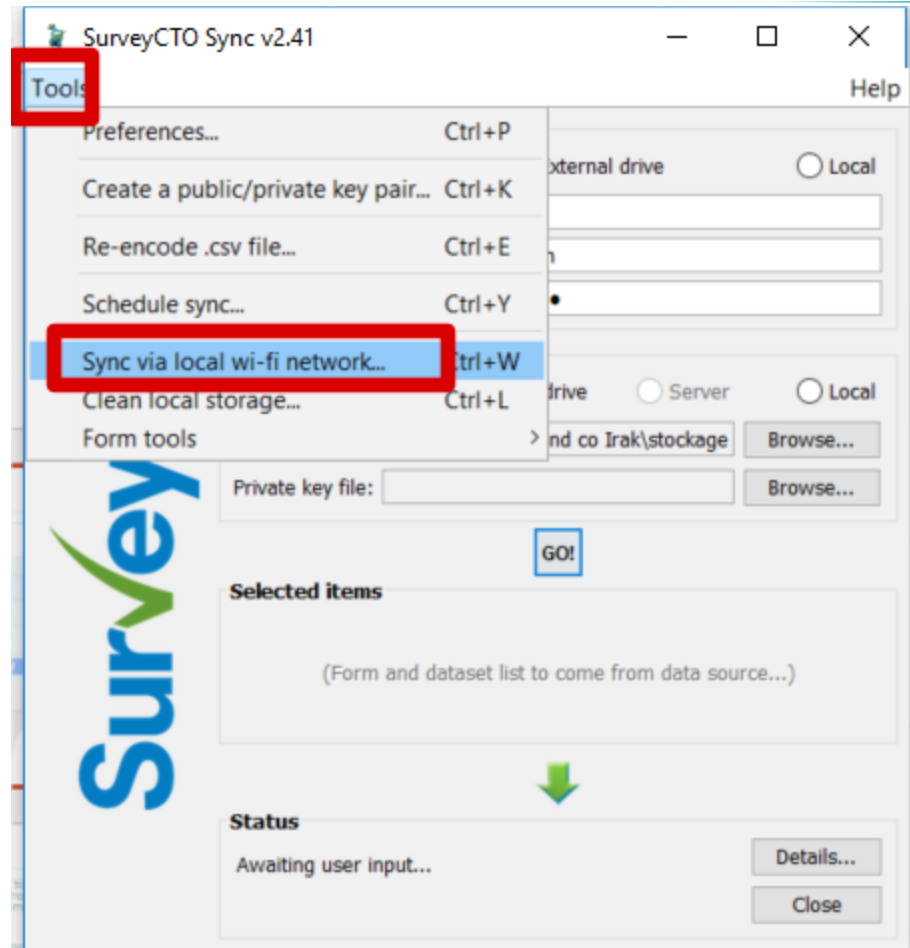 SurveyCTO Sync v2.41
Tools Help
Preferences... Ctrl+P
xternal drive Local
Create a public/private key pair... Ctrl+K
Re-encode .csv file... Ctrl+E
Schedule sync... Ctrl+Y
Sync via local wi-fi network... Ctrl+W
drive Server Local
Clean local storage... Ctrl+L
Form tools
nd co Irak\stockage Browse...
Private key file: Browse...
Survey
GO!
Selected items
(Form and dataset list to come from data source...)
Status
Awaiting user input...
Details...
Close